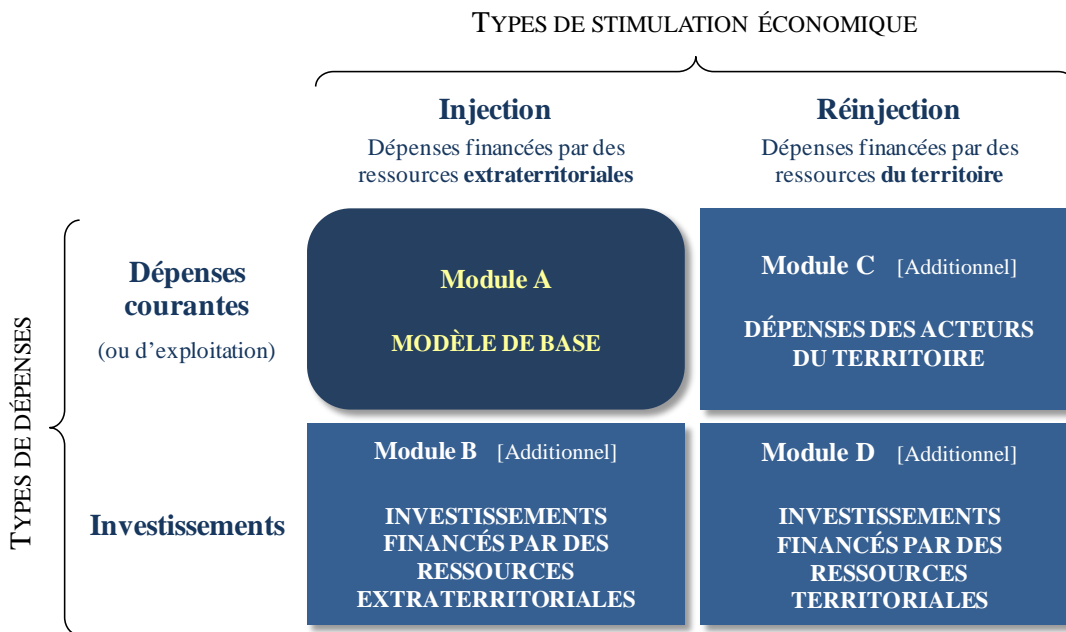 TYPES DE STIMULATION ÉCONOMIQUE
Injection
Dépenses financées par des
ressources extraterritoriales
Réinjection
Dépenses financées par des
ressources du territoire
TYPES DE DÉPENSES
Dépenses
courantes
(ou d'exploitation)
Module A
MODÈLE DE BASE
Module C [Additionnel]
DÉPENSES DES ACTEURS
DU TERRITOIRE
Investissements
Module B [Additionnel]
INVESTISSEMENTS
FINANCÉS PAR DES
RESSOURCES
EXTRATERRITORIALES
Module D [Additionnel]
INVESTISSEMENTS
FINANCÉS PAR DES
RESSOURCES
TERRITORIALES